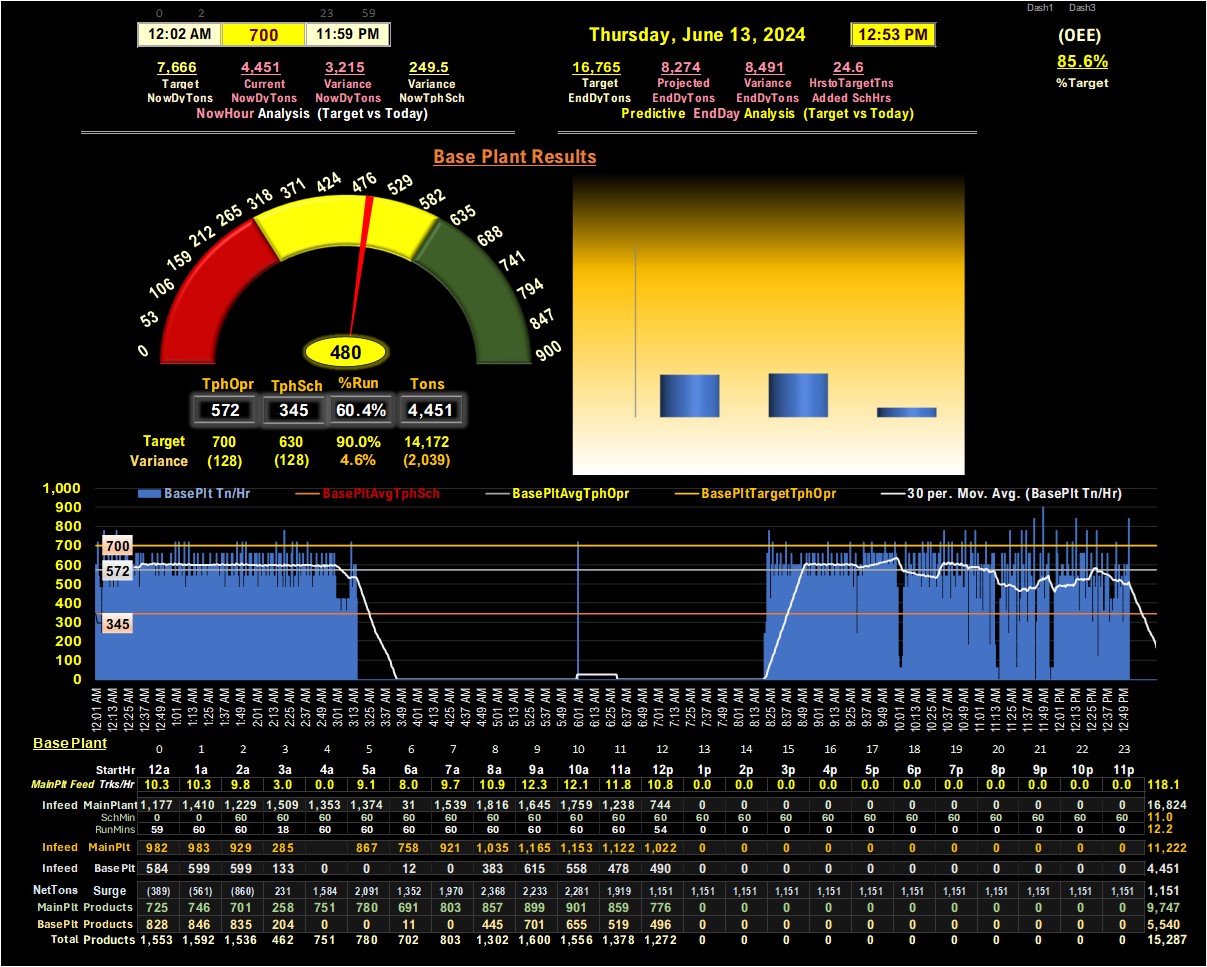 0 2 23 59 Dash1 Dash3
12:02 AM 700 11:59 PM Thursday, June 13, 2024 12:53 PM (OEE)
7,666 4,451 3,215 249.5 16,765 8,274 8,491 24.6 85.6%
Target Current Variance Variance Target Projected Variance HrstoTargetTns %Target
NowDyTons NowDyTons NowDyTons NowTphSch EndDyTons EndDyTons EndDyTons Added SchHrs
NowHour Analysis (Target vs Today) Predictive EndDay Analysis (Target vs Today)
Base Plant Results
0 53 106 159 212 265 318 371 424 476 529 582 635 688 741 794 847 900
480
TphOpr TphSch %Run Tons
572 345 60.4% 4,451
Target 700 630 90.0% 14,172
Variance (128) (128) 4.6% (2,039)
BasePlt Tn/Hr BasePltAvgTphSch BasePltAvgTphOpr BasePltTargetTphOpr 30 per. Mov. Avg. (BasePlt Tn/Hr)
1,000
900
800
700
600
500
400
300
200
100
0
700
572
345
12:01 AM 12:13 AM 12:25 AM 12:37 AM 12:49 AM 1:01 AM 1:13 AM 1:25 AM 1:37 AM 1:49 AM 2:01 AM 2:13 AM 2:25 AM 2:37 AM 2:49 AM 3:01 AM 3:13 AM 3:25 AM 3:37 AM 3:49 AM 4:01 AM 4:13 AM 4:25 AM 4:37 AM 4:49 AM 5:01 AM 5:13 AM 5:25 AM 5:37 AM 5:49 AM 6:01 AM 6:13 AM 6:25 AM 6:37 AM 6:49 AM 7:01 AM 7:13 AM 7:25 AM 7:37 AM 7:49 AM 8:01 AM 8:13 AM 8:25 AM 8:37 AM 8:49 AM 9:01 AM 9:13 AM 9:25 AM 9:37 AM 9:49 AM 10:01 AM 10:13 AM 10:25 AM 10:37 AM 10:49 AM 11:01 AM 11:13 AM 11:25 AM 11:37 AM 11:49 AM 12:01 PM 12:13 PM 12:25 PM 12:37 PM 12:49 PM
Base Plant 0 1 2 3 4 5 6 7 8 9 10 11 12 13 14 15 16 17 18 19 20 21 22 23
StartHr 12a 1a 2a 3a 4a 5a 6a 7a 8a 9a 10a 11a 12p 1p 2p 3p 4p 5p 6p 7p 8p 9p 10p 11p
MainPlt Feed Trks/Hr 10.3 10.3 9.8 3.0 0.0 9.1 8.0 9.7 10.9 12.3 12.1 11.8 10.8 0.0 0.0 0.0 0.0 0.0 0.0 0.0 0.0 0.0 0.0 0.0 118.1
Infeed MainPlant 1,177 1,410 1,229 1,509 1,353 1,374 31 1,539 1,816 1,645 1,759 1,238 744 0 0 0 0 0 0 0 0 0 0 0 16,824
SchMin 0 0 60 60 60 60 60 60 60 60 60 60 60 60 60 60 60 60 60 60 60 60 60 60 11.0
RunMins 59 60 60 18 60 60 60 60 60 60 60 60 54 0 0 0 0 0 0 0 0 0 0 0 12.2
Infeed MainPlt 982 983 929 285 867 758 921 1,035 1,165 1,153 1,122 1,022 0 0 0 0 0 0 0 0 0 0 0 11,222
Infeed BasePlt 584 599 599 133 0 0 12 0 383 615 558 478 490 0 0 0 0 0 0 0 0 0 0 0 4,451
NetTons Surge (389) (561) (860) 231 1,584 2,091 1,352 1,970 2,368 2,233 2,281 1,919 1,151 1,151 1,151 1,151 1,151 1,151 1,151 1,151 1,151 1,151 1,151 1,151 1,151
MainPlt Products 725 746 701 258 751 780 691 803 857 899 901 859 776 0 0 0 0 0 0 0 0 0 0 0 9,747
BasePlt Products 828 846 835 204 0 0 11 0 445 701 655 519 496 0 0 0 0 0 0 0 0 0 0 0 5,540
Total Products 1,553 1,592 1,536 462 751 780 702 803 1,302 1,600 1,556 1,378 1,272 0 0 0 0 0 0 0 0 0 0 0 15,287